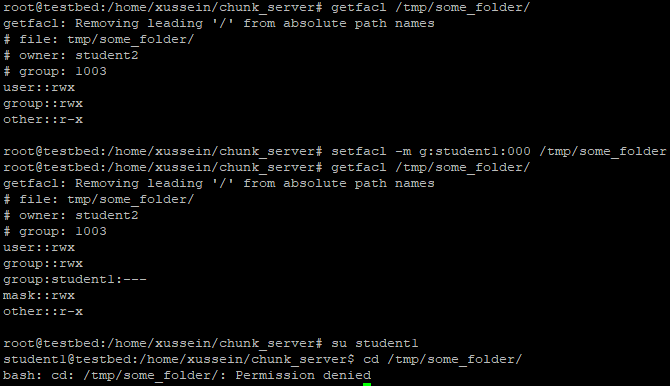 root@testbed:/home/xussein/chunk_server# getfacl /tmp/some_folder/
getfacl: Removing leading '/' from absolute path names
# file: tmp/some_folder/
# owner: student2
# group: 1003
user::rwx
group::rwx
other::r-x
root@testbed:/home/xussein/chunk_server# setfacl -m g:student1:000 /tmp/some_folder
root@testbed:/home/xussein/chunk_server# getfacl /tmp/some_folder/
getfacl: Removing leading '/' from absolute path names
# file: tmp/some_folder/
# owner: student2
# group: 1003
user::rwx
group::rwx
group:student1:---
mask::rwx
other::r-x
root@testbed:/home/xussein/chunk_server# su student1
student1@testbed:/home/xussein/chunk_server$ cd /tmp/some_folder/
bash: cd: /tmp/some_folder/: Permission denied